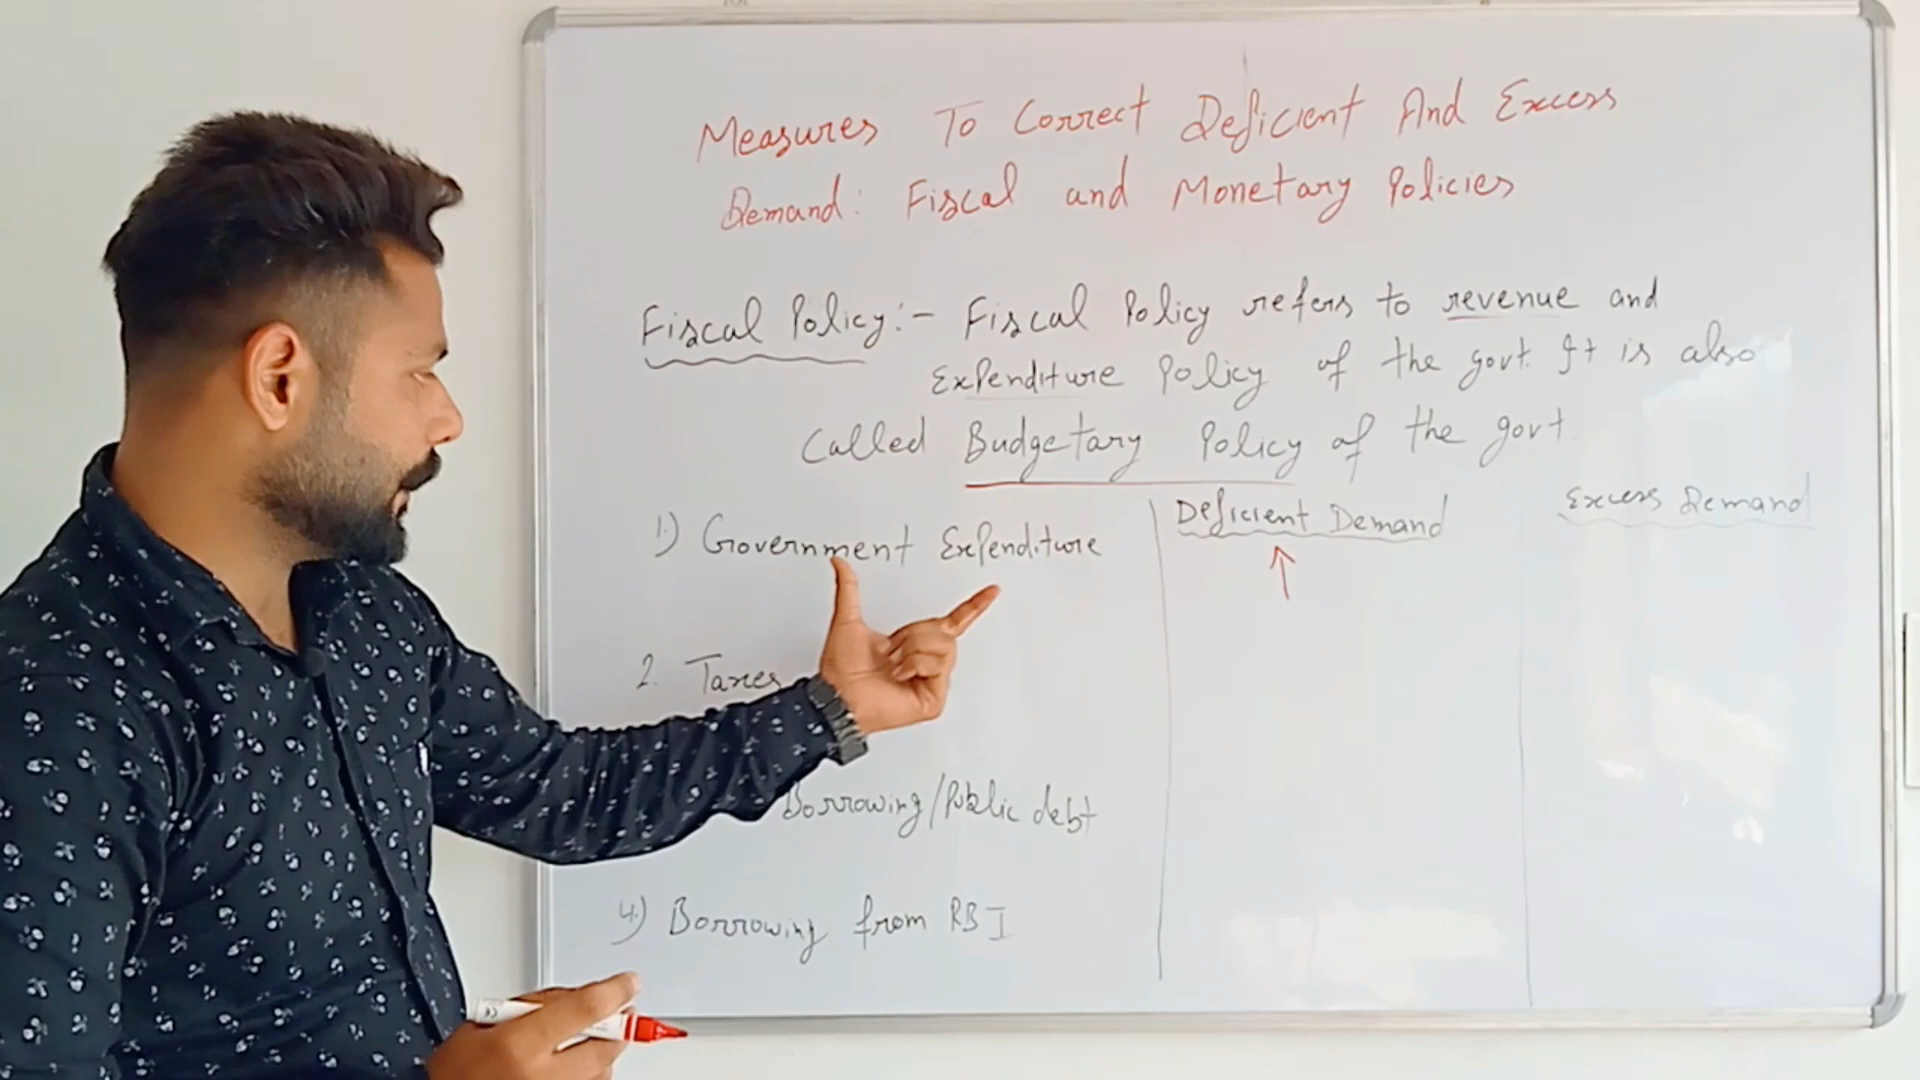 Measures To Correct Deficient And Excess
Demand: Fiscal and Monetary Policies
Fiscal Policy:- Fiscal Policy refers to revenue and
Expenditure Policy of the govt. It is also
Called Budgetary Policy of the govt.
1.) Government Expenditure
Deficient Demand
Excess Demand
↑
2. Taxes
Borrowing/Public debt
4.) Borrowing from RBI